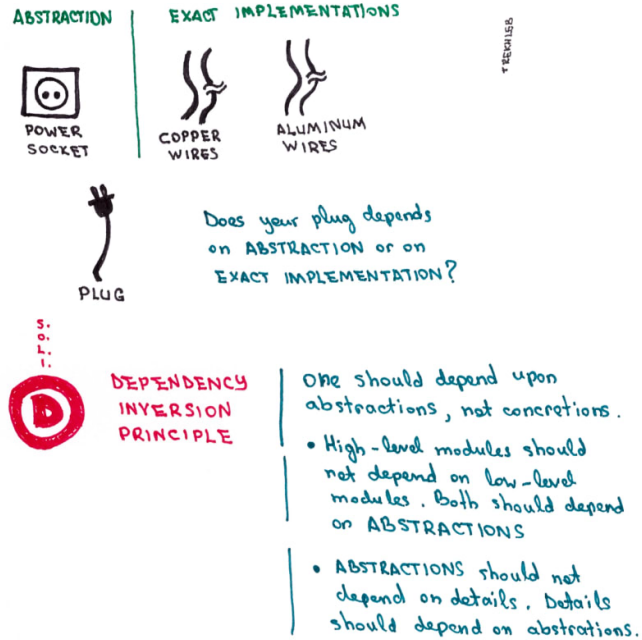 ABSTRACTION
EXACT IMPLEMENTATIONS
TREKHLEB
POWER
SOCKET
COPPER
WIRES
ALUMINUM
WIRES
PLUG
Does your plug depends
on ABSTRACTION or on
EXACT IMPLEMENTATION?
S.
O.
L.
I.
D
DEPENDENCY
INVERSION
PRINCIPLE
One should depend upon
abstractions, not concretions.
• High-level modules should
not depend on low-level
modules. Both should depend
on ABSTRACTIONS
• ABSTRACTIONS should not
depend on details. Details
should depend on abstrations.